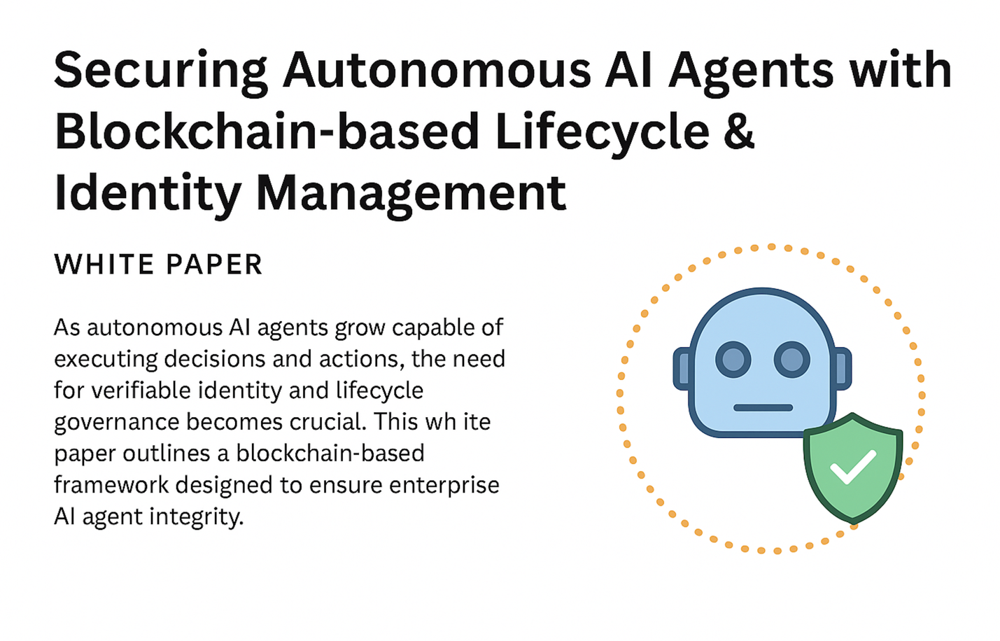 Securing Autonomous AI Agents with
Blockchain-based Lifecycle &
Identity Management
WHITE PAPER
As autonomous AI agents grow capable of
executing decisions and actions, the need
for verifiable identity and lifecycle
governance becomes crucial. This wh ite
paper outlines a blockchain-based
framework designed to ensure enterprise
AI agent integrity.